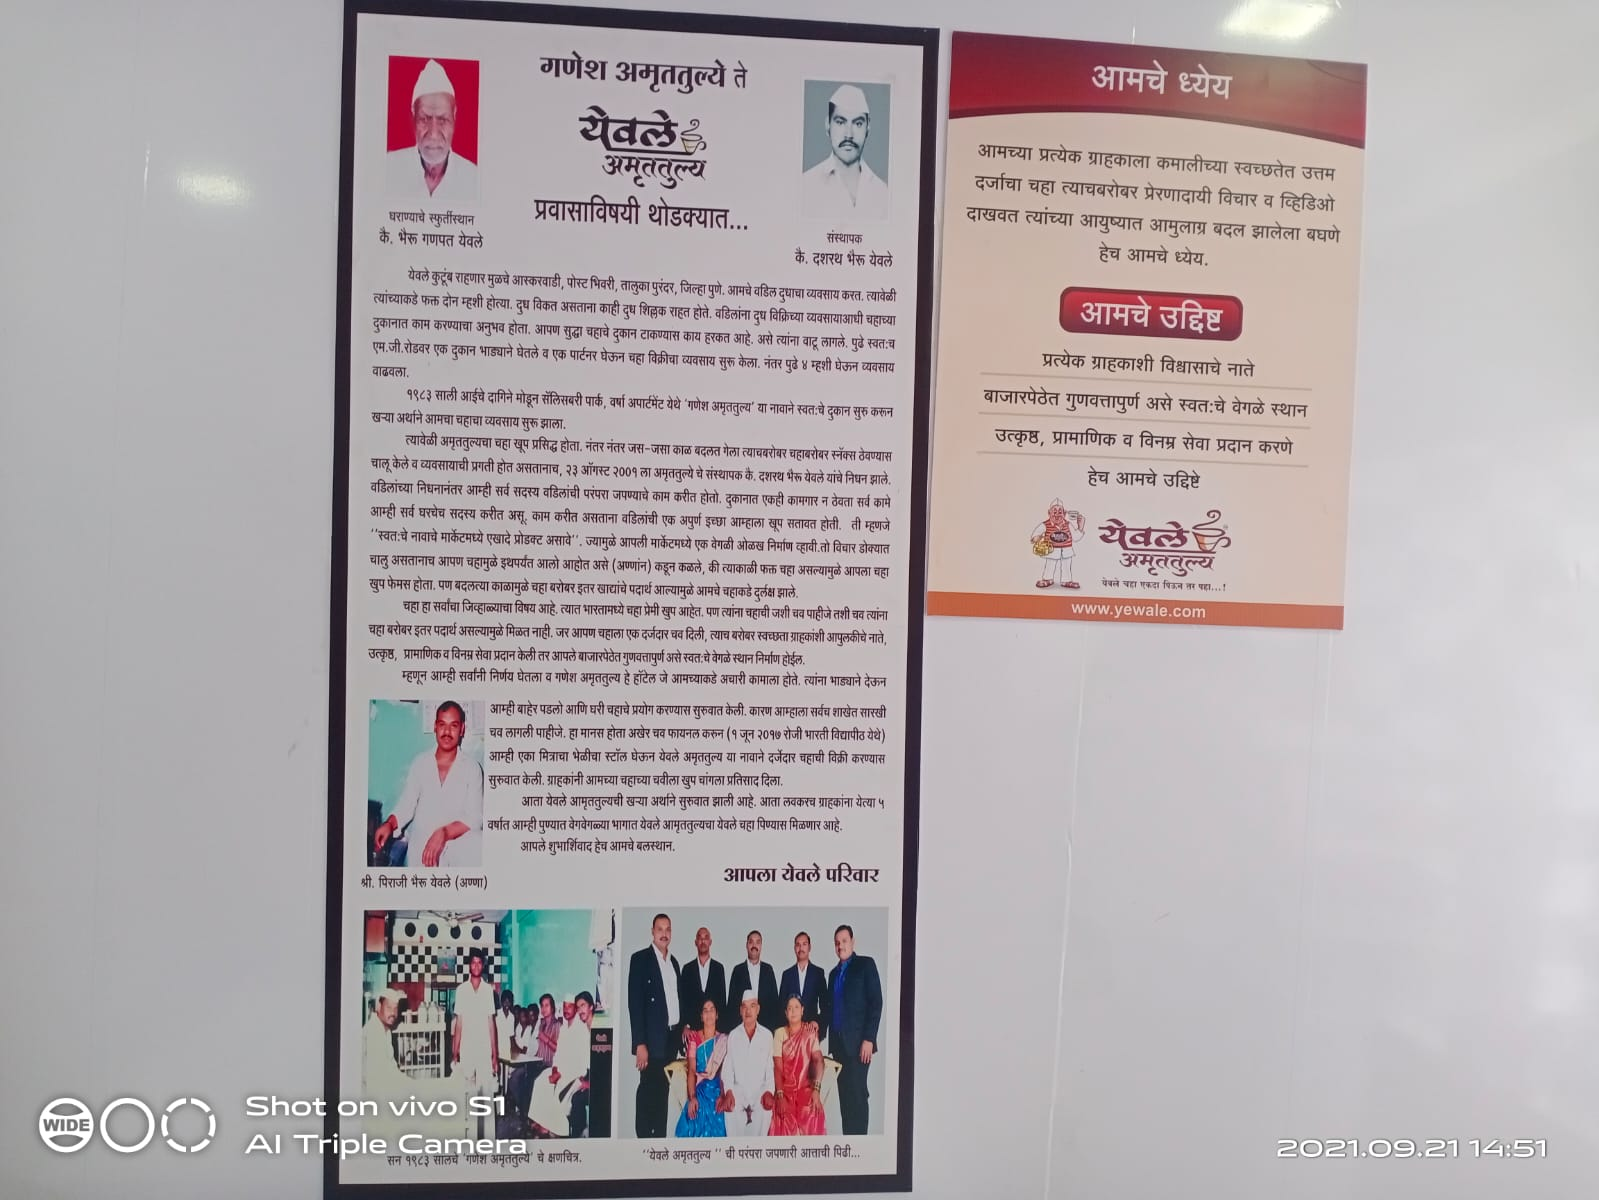 गणेश अमृततुल्ये ते
येवले
अमृततुल्य
प्रवासाविषयी थोडक्यात...
घराण्याचे स्फुर्तीस्थान
कै. भैरू गणपत येवले
संस्थापक
कै. दशरथ भैरू येवले
येवले कुटूंब राहणार मुळचे आस्करवाडी, पोस्ट भिवरी, तालुका पुरंदर, जिल्हा पुणे. आमचे वडिल दुधाचा व्यवसाय करत. त्यावेळी
त्यांच्याकडे फक्त दोन म्हशी होत्या. दुध विकत असताना काही दुध शिल्लक राहत होते. वडिलांना दुध विक्रिच्या व्यवसायाआधी चहाच्या
दुकानात काम करण्याचा अनुभव होता. आपण सुद्धा चहाचे दुकान टाकण्यास काय हरकत आहे. असे त्यांना वाटू लागले. पुढे स्वत:च
एम.जी.रोडवर एक दुकान भाड्याने घेतले व एक पार्टनर घेऊन चहा विक्रीचा व्यवसाय सुरू केला. नंतर पुढे ४ म्हशी घेऊन व्यवसाय
वाढवला.
१९८३ साली आईचे दागिने मोडून सॅलिसबरी पार्क, वर्षा अपार्टमेंट येथे 'गणेश अमृततुल्य' या नावाने स्वत:चे दुकान सुरु करून
खऱ्या अर्थाने आमचा चहाचा व्यवसाय सुरू झाला.
त्यावेळी अमृततुल्यचा चहा खूप प्रसिद्ध होता. नंतर नंतर जस-जसा काळ बदलत गेला त्याचबरोबर चहाबरोबर स्नॅक्स ठेवण्यास
चालू केले व व्यवसायाची प्रगती होत असतानाच, २३ ऑगस्ट २००१ ला अमृततुल्ये चे संस्थापक कै. दशरथ भैरू येवले यांचे निधन झाले.
वडिलांच्या निधनानंतर आम्ही सर्व सदस्य वडिलांची परंपरा जपण्याचे काम करीत होतो. दुकानात एकही कामगार न ठेवता सर्व कामे
आम्ही सर्व घरचेच सदस्य करीत असू. काम करीत असताना वडिलांची एक अपुर्ण इच्छा आम्हाला खूप सतावत होती. ती म्हणजे
''स्वत:चे नावाचे मार्केटमध्ये एखादे प्रोडक्ट असावे''. ज्यामुळे आपली मार्केटमध्ये एक वेगळी ओळख निर्माण व्हावी.तो विचार डोक्यात
चालु असतानाच आपण चहामुळे इथपर्यंत आलो आहोत असे (अण्णांन) कडून कळले, की त्याकाळी फक्त चहा असल्यामुळे आपला चहा
खुप फेमस होता. पण बदलत्या काळामुळे चहा बरोबर इतर खाद्यांचे पदार्थ आल्यामुळे आमचे चहाकडे दुर्लक्ष झाले.
चहा हा सर्वांचा जिव्हाळ्याचा विषय आहे. त्यात भारतामध्ये चहा प्रेमी खुप आहेत. पण त्यांना चहाची जशी चव पाहीजे तशी चव त्यांना
चहा बरोबर इतर पदार्थ असल्यामुळे मिळत नाही. जर आपण चहाला एक दर्जदार चव दिली, त्याच बरोबर स्वच्छता ग्राहकांशी आपुलकीचे नाते,
उत्कृष्ठ, प्रामाणिक व विनम्र सेवा प्रदान केली तर आपले बाजारपेठेत गुणवत्तापुर्ण असे स्वत:चे वेगळे स्थान निर्माण होईल.
म्हणून आम्ही सर्वांनी निर्णय घेतला व गणेश अमृततुल्य हे हॉटेल जे आमच्याकडे अचारी कामाला होते. त्यांना भाड्याने देऊन
आम्ही बाहेर पडलो आणि घरी चहाचे प्रयोग करण्यास सुरुवात केली. कारण आम्हाला सर्वच शाखेत सारखी
चव लागली पाहीजे. हा मानस होता अखेर चव फायनल करुन (१ जून २०१७ रोजी भारती विद्यापीठ येथे)
आम्ही एका मित्राचा भेळीचा स्टॉल घेऊन येवले अमृततुल्य या नावाने दर्जेदार चहाची विक्री करण्यास
सुरुवात केली. ग्राहकांनी आमच्या चहाच्या चवीला खुप चांगला प्रतिसाद दिला.
आता येवले आमृततुल्यची खऱ्या अर्थाने सुरुवात झाली आहे. आता लवकरच ग्राहकांना येत्या ५
वर्षात आम्ही पुण्यात वेगवेगळ्या भागात येवले आमृततुल्यचा येवले चहा पिण्यास मिळणार आहे.
आपले शुभार्शिवाद हेच आमचे बलस्थान.
आपला येवले परिवार
श्री. पिराजी भैरू येवले (अण्णा)
सन १९८३ सालचे 'गणेश अमृततुल्ये' चे क्षणचित्र.
''येवले अमृततुल्य '' ची परंपरा जपणारी आत्ताची पिढी...
आमचे ध्येय
आमच्या प्रत्येक ग्राहकाला कमालीच्या स्वच्छतेत उत्तम
दर्जाचा चहा त्याचबरोबर प्रेरणादायी विचार व व्हिडिओ
दाखवत त्यांच्या आयुष्यात आमुलाग्र बदल झालेला बघणे
हेच आमचे ध्येय.
आमचे उद्दिष्ट
प्रत्येक ग्राहकाशी विश्वासाचे नाते
बाजारपेठेत गुणवत्तापुर्ण असे स्वत:चे वेगळे स्थान
उत्कृष्ठ, प्रामाणिक व विनम्र सेवा प्रदान करणे
हेच आमचे उद्दिष्टे
येवले
अमृततुल्य
येवले चहा एकदा पिऊन तर पहा...!
www.yewale.com
WIDE
Shot on vivo S1
AI Triple Camera
2021.09.21 14:51